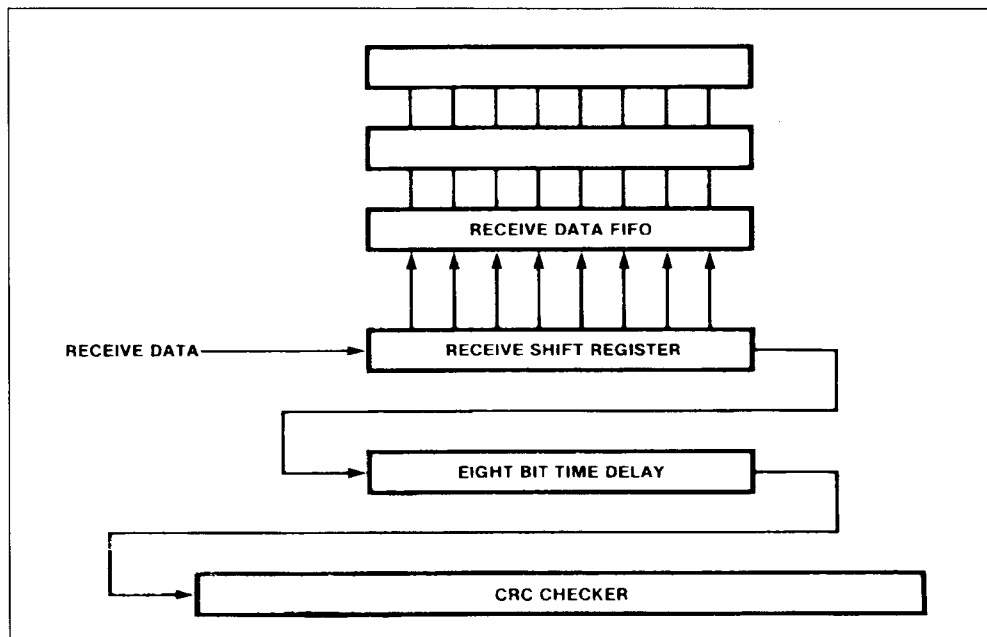 RECEIVE DATA FIFO
RECEIVE DATA
RECEIVE SHIFT REGISTER
EIGHT BIT TIME DELAY
CRC CHECKER